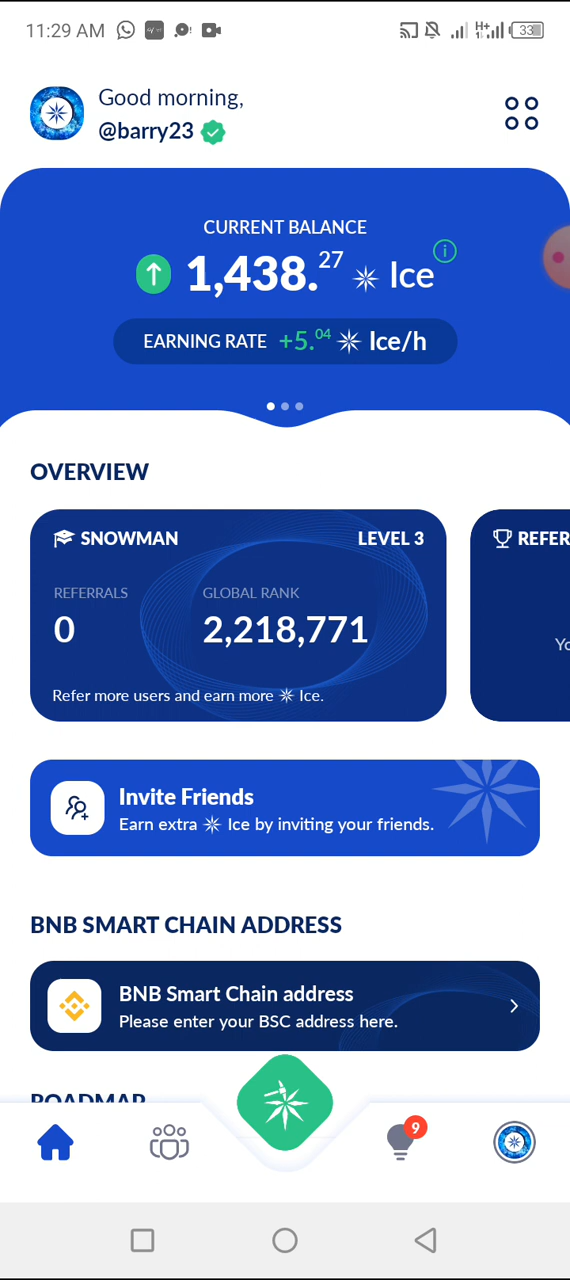 11:29 AM
H+
33
Good morning,
@barry23
CURRENT BALANCE
1,438.27 Ice
EARNING RATE +5.04 Ice/h
OVERVIEW
SNOWMAN LEVEL 3
REFERRALS GLOBAL RANK
0 2,218,771
Refer more users and earn more Ice.
REFER
Yo
Invite Friends
Earn extra Ice by inviting your friends.
BNB SMART CHAIN ADDRESS
BNB Smart Chain address
Please enter your BSC address here.
ROADMAP
9